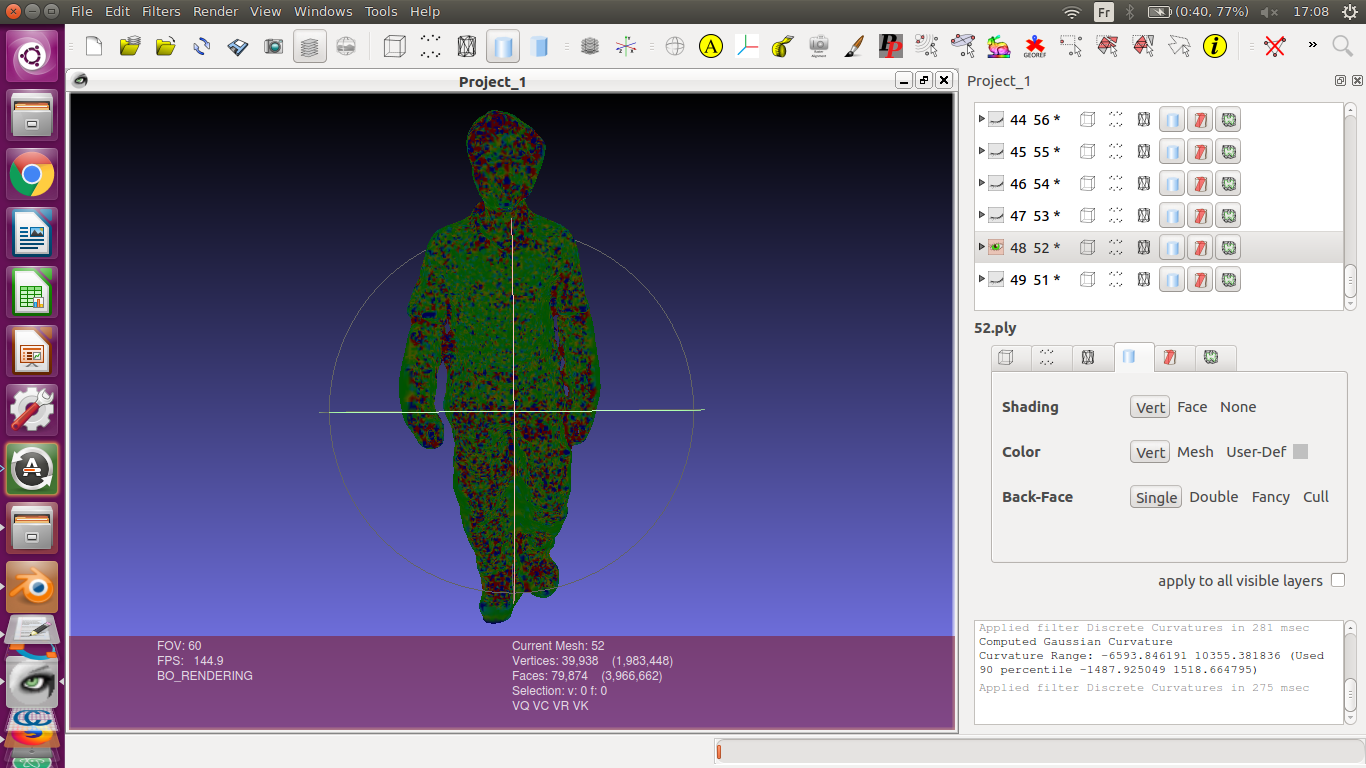 File Edit Filters Render View Windows Tools Help
Fr (0:40, 77%) 17:08
A PP GEOREF i »
Project_1
Project_1
44 56 *
45 55 *
46 54 *
47 53 *
48 52 *
49 51 *
52.ply
Shading Vert Face None
Color Vert Mesh User-Def
Back-Face Single Double Fancy Cull
apply to all visible layers
Applied filter Discrete Curvatures in 281 msec
Computed Gaussian Curvature
Curvature Range: -6593.846191 10355.381836 (Used
90 percentile -1487.925049 1518.664795)
Applied filter Discrete Curvatures in 275 msec
FOV: 60
FPS: 144.9
BO_RENDERING
Current Mesh: 52
Vertices: 39,938 (1,983,448)
Faces: 79,874 (3,966,662)
Selection: v: 0 f: 0
VQ VC VR VK